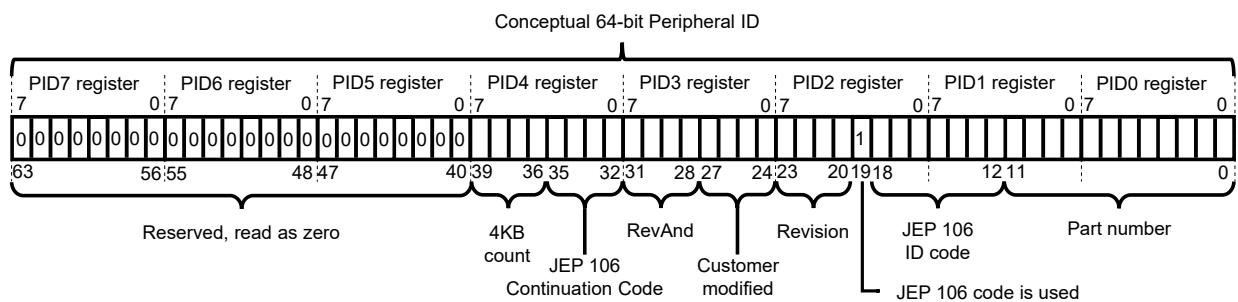 Conceptual 64-bit Peripheral ID
PID7 register PID6 register PID5 register PID4 register PID3 register PID2 register PID1 register PID0 register
7 0 7 0 7 0 7 0 7 0 7 0 7 0 7 0
0 0 0 0 0 0 0 0 0 0 0 0 0 0 0 0 0 0 0 0 0 0 0 0 1
63 56 55 48 47 40 39 36 35 32 31 28 27 24 23 20 19 18 12 11 0
Reserved, read as zero
4KB
count
JEP 106
Continuation Code
RevAnd
Customer
modified
Revision
JEP 106 code is used
JEP 106
ID code
Part number